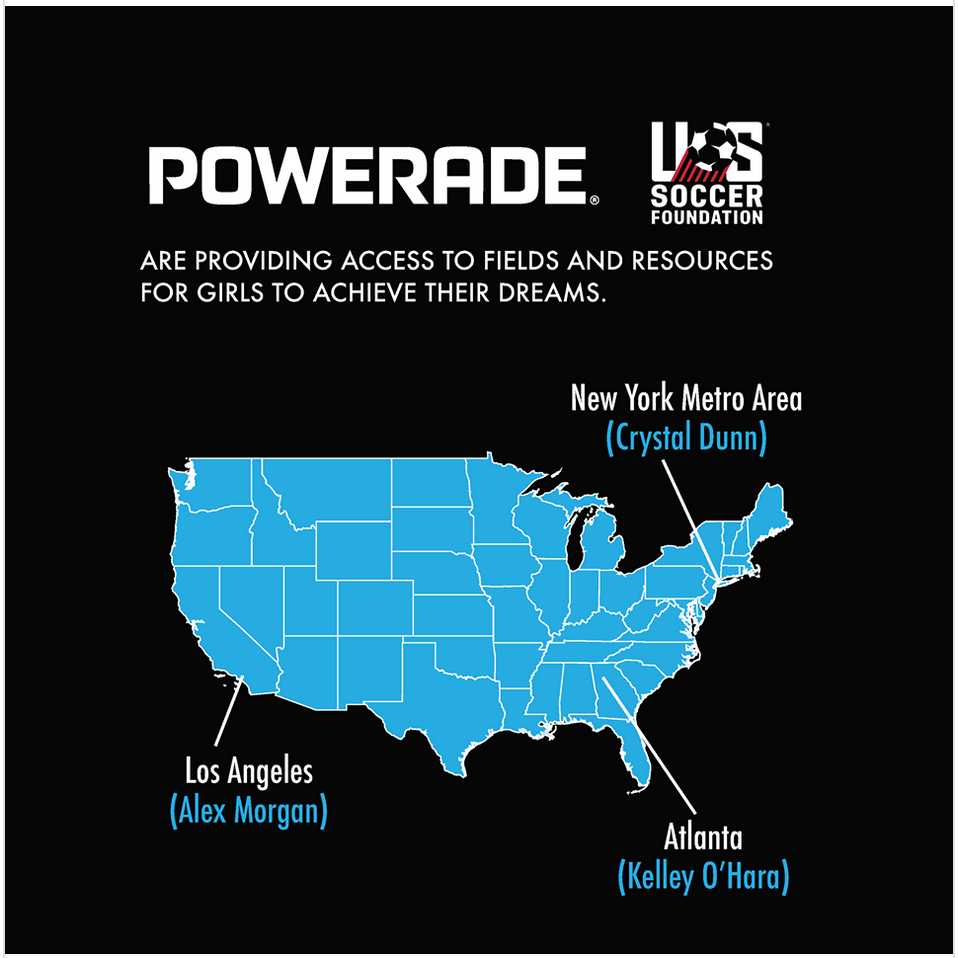 POWERADE®
US
SOCCER
FOUNDATION
ARE PROVIDING ACCESS TO FIELDS AND RESOURCES
FOR GIRLS TO ACHIEVE THEIR DREAMS.
New York Metro Area
(Crystal Dunn)
Los Angeles
(Alex Morgan)
Atlanta
(Kelley O'Hara)